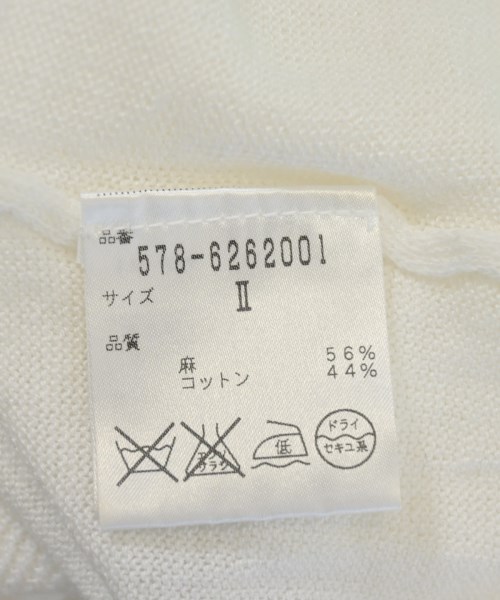 品番
578-6262001
サイズ II
品質
麻 56%
コットン 44%
低
ドライ
セキユ系